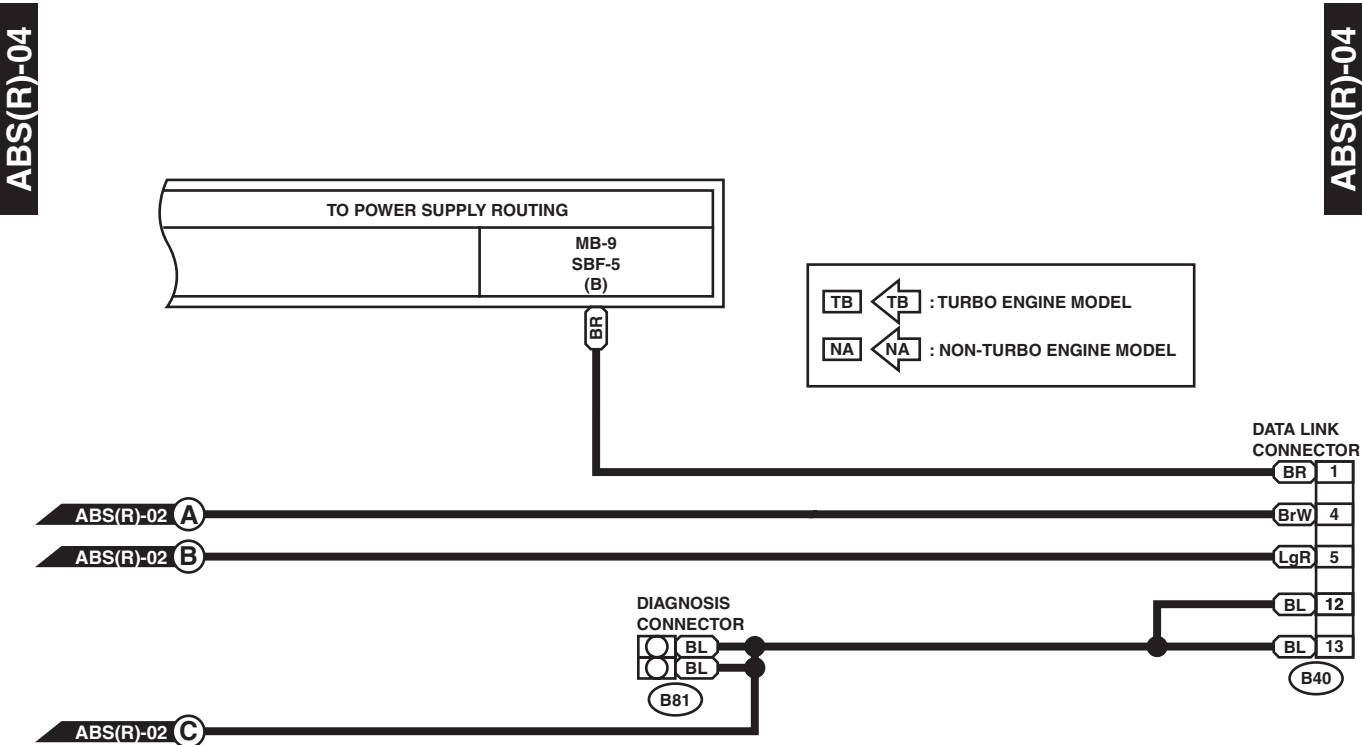 ABS(R)-04
ABS(R)-04
TO POWER SUPPLY ROUTING
MB-9
SBF-5
(B)
BR
TB TB : TURBO ENGINE MODEL
NA NA : NON-TURBO ENGINE MODEL
DATA LINK
CONNECTOR
BR 1
ABS(R)-02 A BrW 4
ABS(R)-02 B LgR 5
BL 12
DIAGNOSIS
CONNECTOR
BL BL 13
BL
B81 B40
ABS(R)-02 C